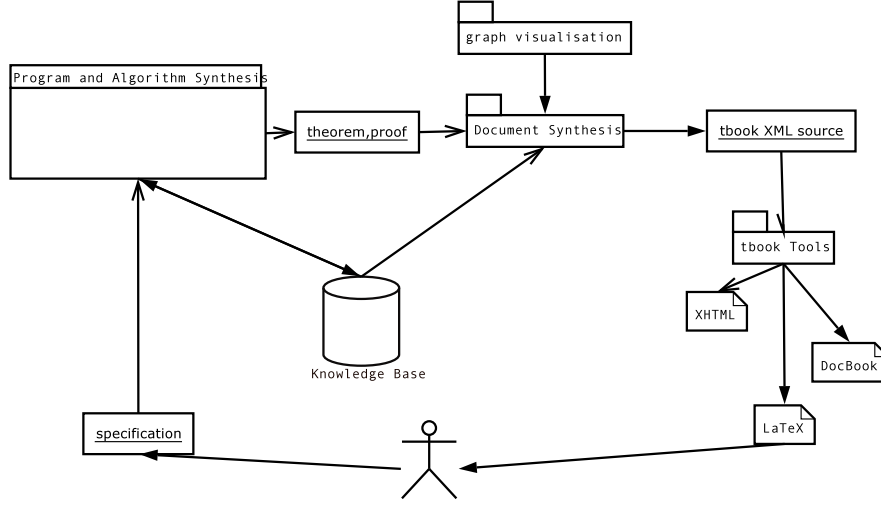 graph visualisation
Program and Algorithm Synthesis
theorem,proof
Document Synthesis
tbook XML source
tbook Tools
XHTML
DocBook
Knowledge Base
LaTeX
specification